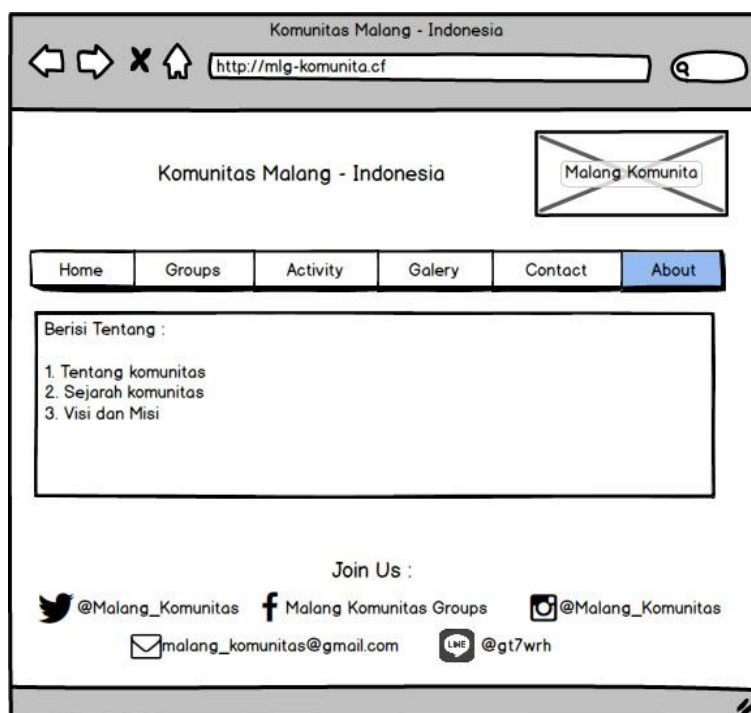 Komunitas Malang - Indonesia
http://mlg-komunita.cf
Komunitas Malang - Indonesia
Malang Komunita
Home Groups Activity Galery Contact About
Berisi Tentang :
1. Tentang komunitas
2. Sejarah komunitas
3. Visi dan Misi
Join Us :
@Malang_Komunitas Malang Komunitas Groups @Malang_Komunitas
malang_komunitas@gmail.com LINE @gt7wrh